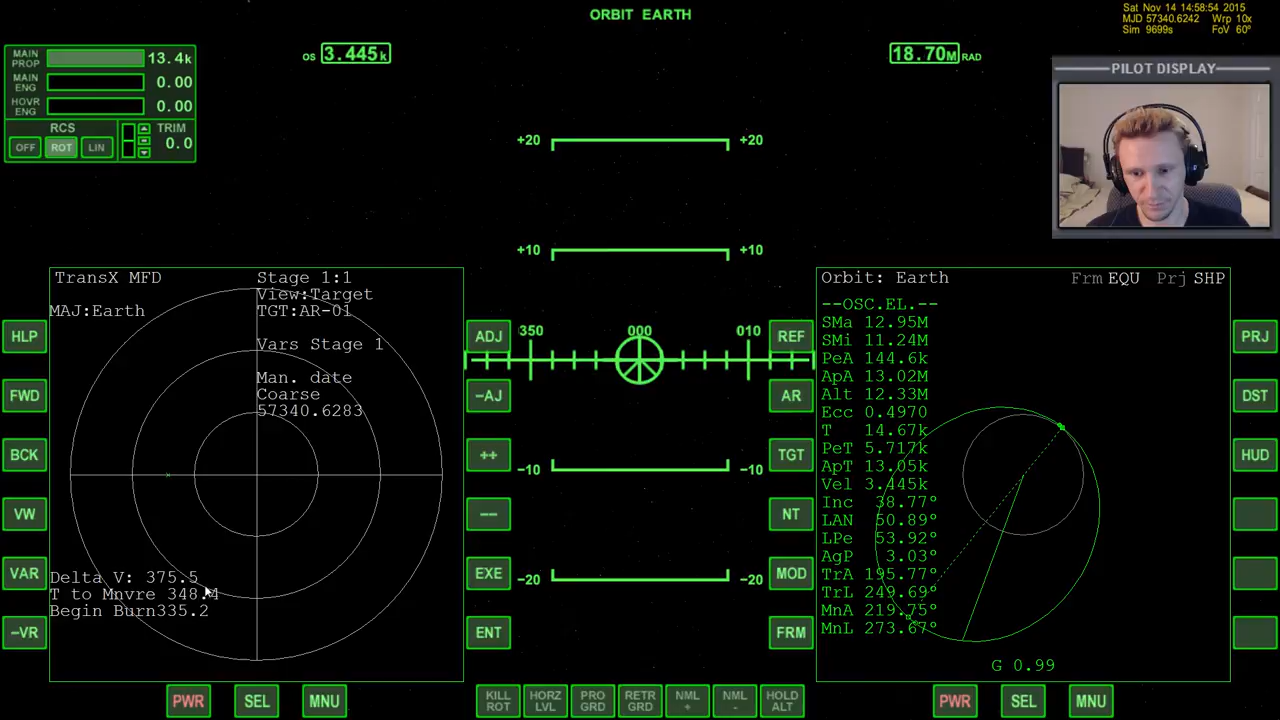 ORBIT EARTH
Sat Nov 14 14:58:54 2015
MJD 57340.6242 Wrp 10x
Sim 9699s FoV 60°
MAIN PROP 13.4k
MAIN ENG 0.00
HOVR ENG 0.00
RCS TRIM
OFF ROT LIN 0.0
OS 3.445k
18.70M RAD
PILOT DISPLAY
+20 +20
+10 +10
350 000 010
-10 -10
-20 -20
TransX MFD Stage 1:1
View:Target
MAJ:Earth TGT:AR-01
Vars Stage 1
Man. date
Coarse
57340.6283
Delta V: 375.5
T to Mnvre 348.4
Begin Burn335.2
HLP
FWD
BCK
VW
VAR
-VR
ADJ
-AJ
++
--
EXE
ENT
PWR SEL MNU
KILL ROT
HORZ LVL
PRO GRD
RETR GRD
NML +
NML -
HOLD ALT
REF
AR
TGT
NT
MOD
FRM
Orbit: Earth Frm EQU Prj SHP
--OSC.EL.--
SMa 12.95M
SMi 11.24M
PeA 144.6k
ApA 13.02M
Alt 12.33M
Ecc 0.4970
T 14.67k
PeT 5.717k
ApT 13.05k
Vel 3.445k
Inc 38.77°
LAN 50.89°
LPe 53.92°
AgP 3.03°
TrA 195.77°
TrL 249.69°
MnA 219.75°
MnL 273.67°
G 0.99
PRJ
DST
HUD
PWR SEL MNU